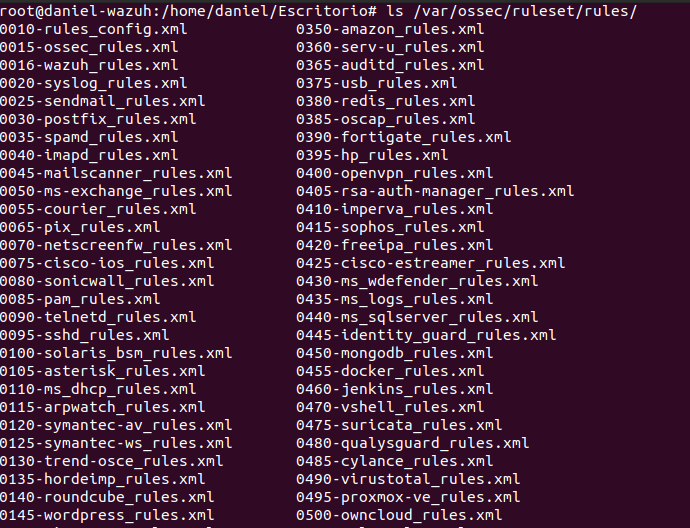 root@daniel-wazuh:/home/daniel/Escritorio# ls /var/ossec/ruleset/rules/
0010-rules_config.xml 0350-amazon_rules.xml
0015-ossec_rules.xml 0360-serv-u_rules.xml
0016-wazuh_rules.xml 0365-auditd_rules.xml
0020-syslog_rules.xml 0375-usb_rules.xml
0025-sendmail_rules.xml 0380-redis_rules.xml
0030-postfix_rules.xml 0385-oscap_rules.xml
0035-spamd_rules.xml 0390-fortigate_rules.xml
0040-imapd_rules.xml 0395-hp_rules.xml
0045-mailscanner_rules.xml 0400-openvpn_rules.xml
0050-ms-exchange_rules.xml 0405-rsa-auth-manager_rules.xml
0055-courier_rules.xml 0410-imperva_rules.xml
0065-pix_rules.xml 0415-sophos_rules.xml
0070-netscreenfw_rules.xml 0420-freeipa_rules.xml
0075-cisco-ios_rules.xml 0425-cisco-estreamer_rules.xml
0080-sonicwall_rules.xml 0430-ms_wdefender_rules.xml
0085-pam_rules.xml 0435-ms_logs_rules.xml
0090-telnetd_rules.xml 0440-ms_sqlserver_rules.xml
0095-sshd_rules.xml 0445-identity_guard_rules.xml
0100-solaris_bsm_rules.xml 0450-mongodb_rules.xml
0105-asterisk_rules.xml 0455-docker_rules.xml
0110-ms_dhcp_rules.xml 0460-jenkins_rules.xml
0115-arpwatch_rules.xml 0470-vshell_rules.xml
0120-symantec-av_rules.xml 0475-suricata_rules.xml
0125-symantec-ws_rules.xml 0480-qualysguard_rules.xml
0130-trend-osce_rules.xml 0485-cylance_rules.xml
0135-hordeimp_rules.xml 0490-virustotal_rules.xml
0140-roundcube_rules.xml 0495-proxmox-ve_rules.xml
0145-wordpress_rules.xml 0500-owncloud_rules.xml